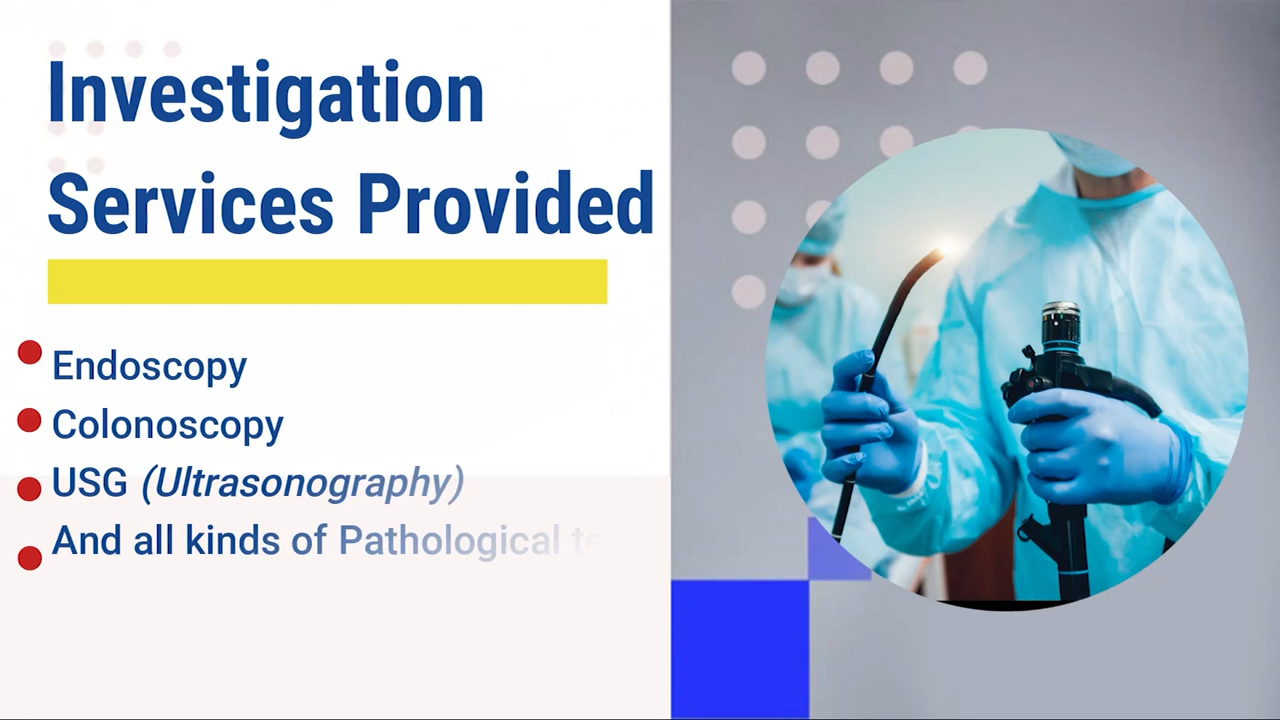 Investigation
Services Provided
Endoscopy
Colonoscopy
USG (Ultrasonography)
And all kinds of Pathological